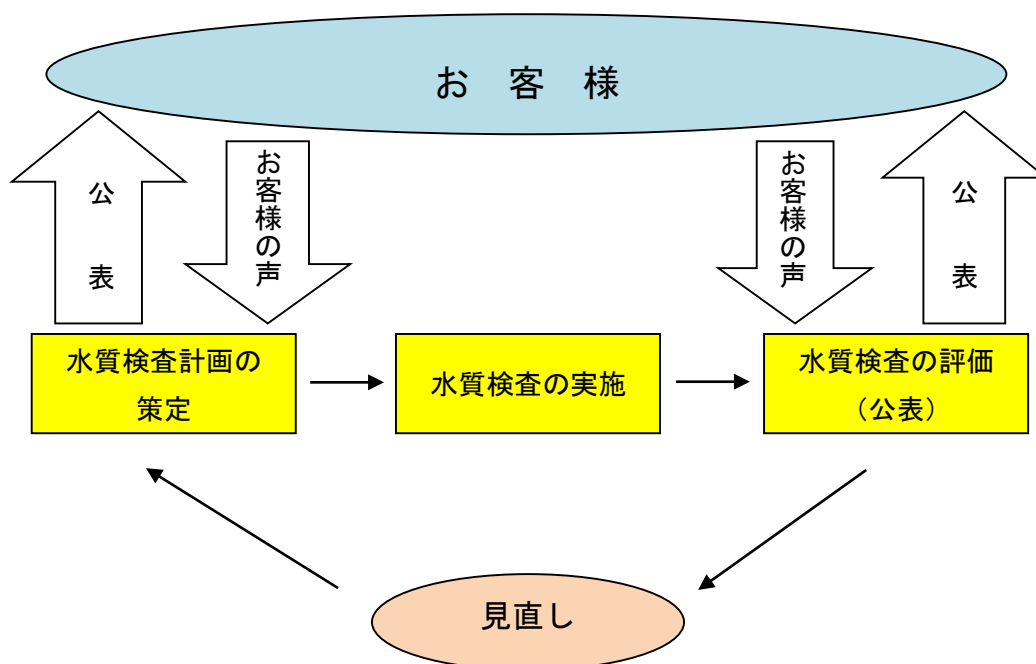 お 客 様
公表
お客様の声
お客様の声
公表
水質検査計画の
策定
水質検査の実施
水質検査の評価
（公表）
見直し